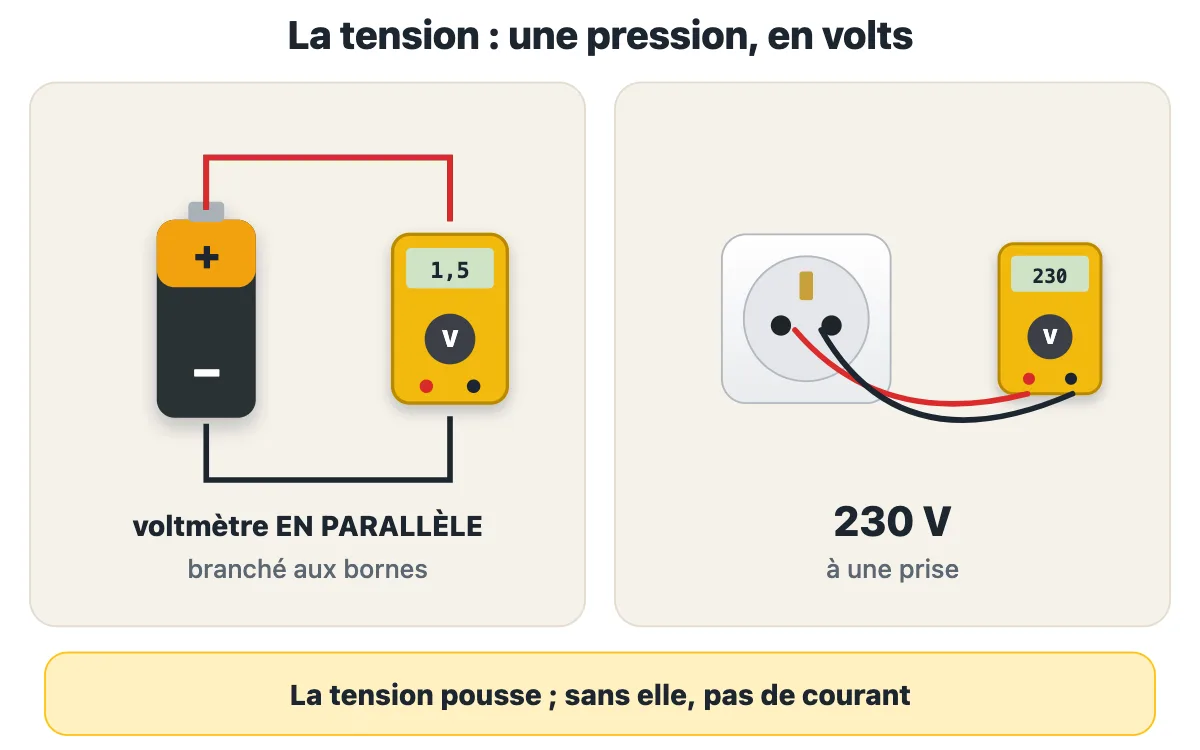 La tension : une pression, en volts
+
1,5
V
−
voltmètre EN PARALLÈLE
branché aux bornes
230
V
230 V
à une prise
La tension pousse ; sans elle, pas de courant